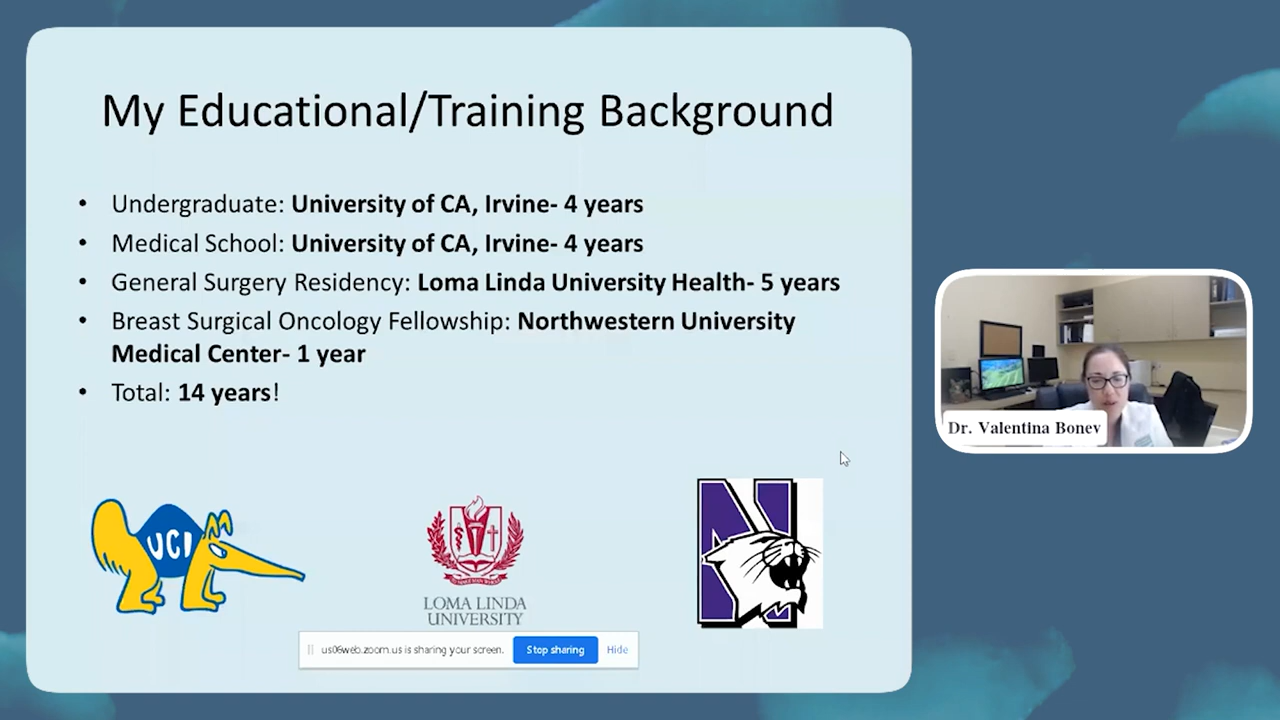 My Educational/Training Background
• Undergraduate: University of CA, Irvine- 4 years
• Medical School: University of CA, Irvine- 4 years
• General Surgery Residency: Loma Linda University Health- 5 years
• Breast Surgical Oncology Fellowship: Northwestern University
Medical Center- 1 year
• Total: 14 years!
UCI
N
LOMA LINDA
UNIVERSITY
us06web.zoom.us is sharing your screen.
Stop sharing
Hide
Dr. Valentina Bonev